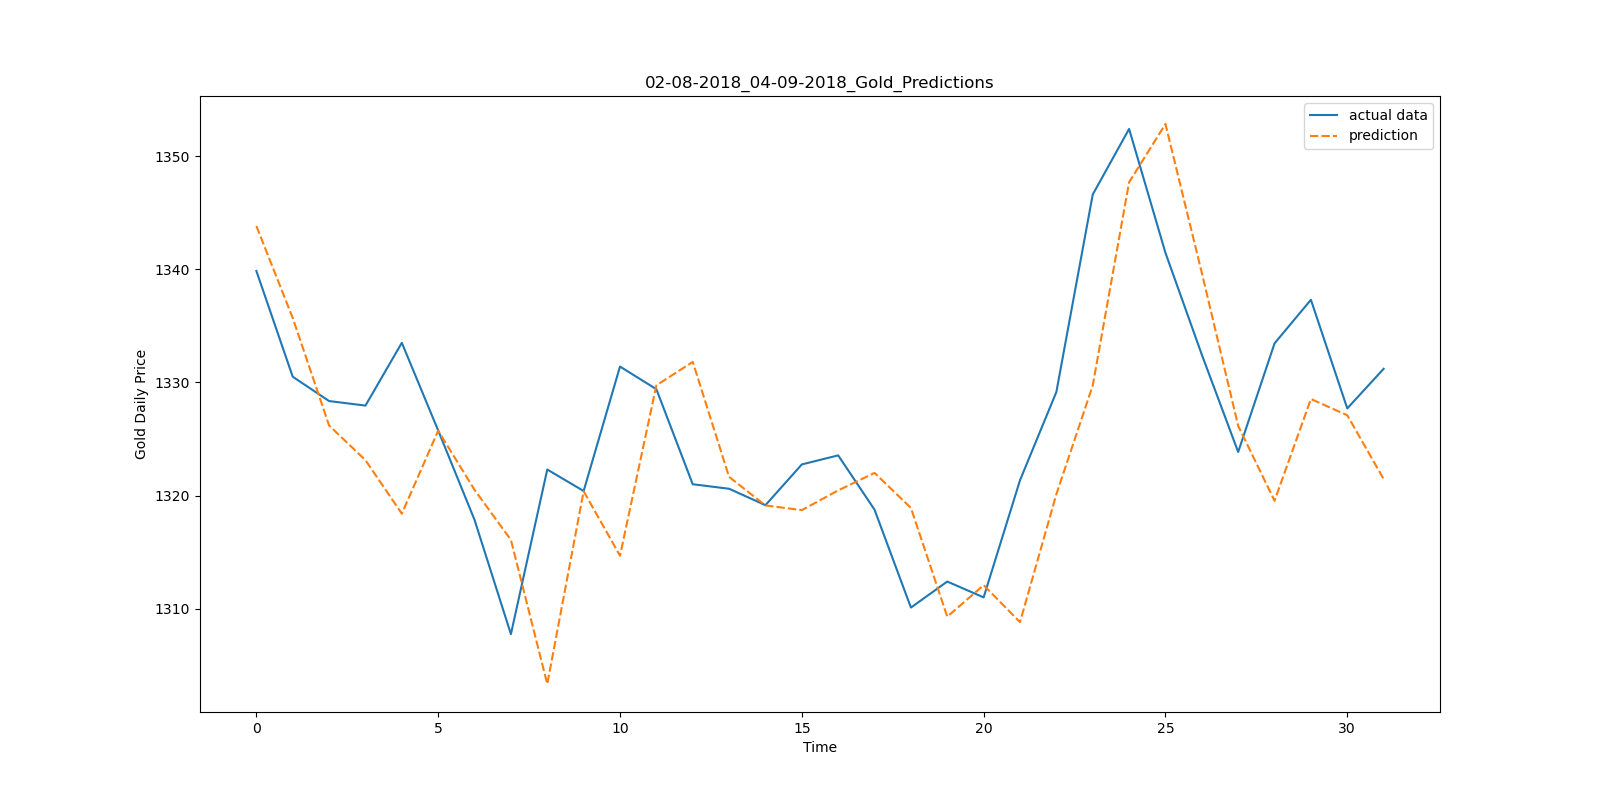 02-08-2018_04-09-2018_Gold_Predictions
actual data
prediction
Gold Daily Price
1350
1340
1330
1320
1310
0 5 10 15 20 25 30
Time